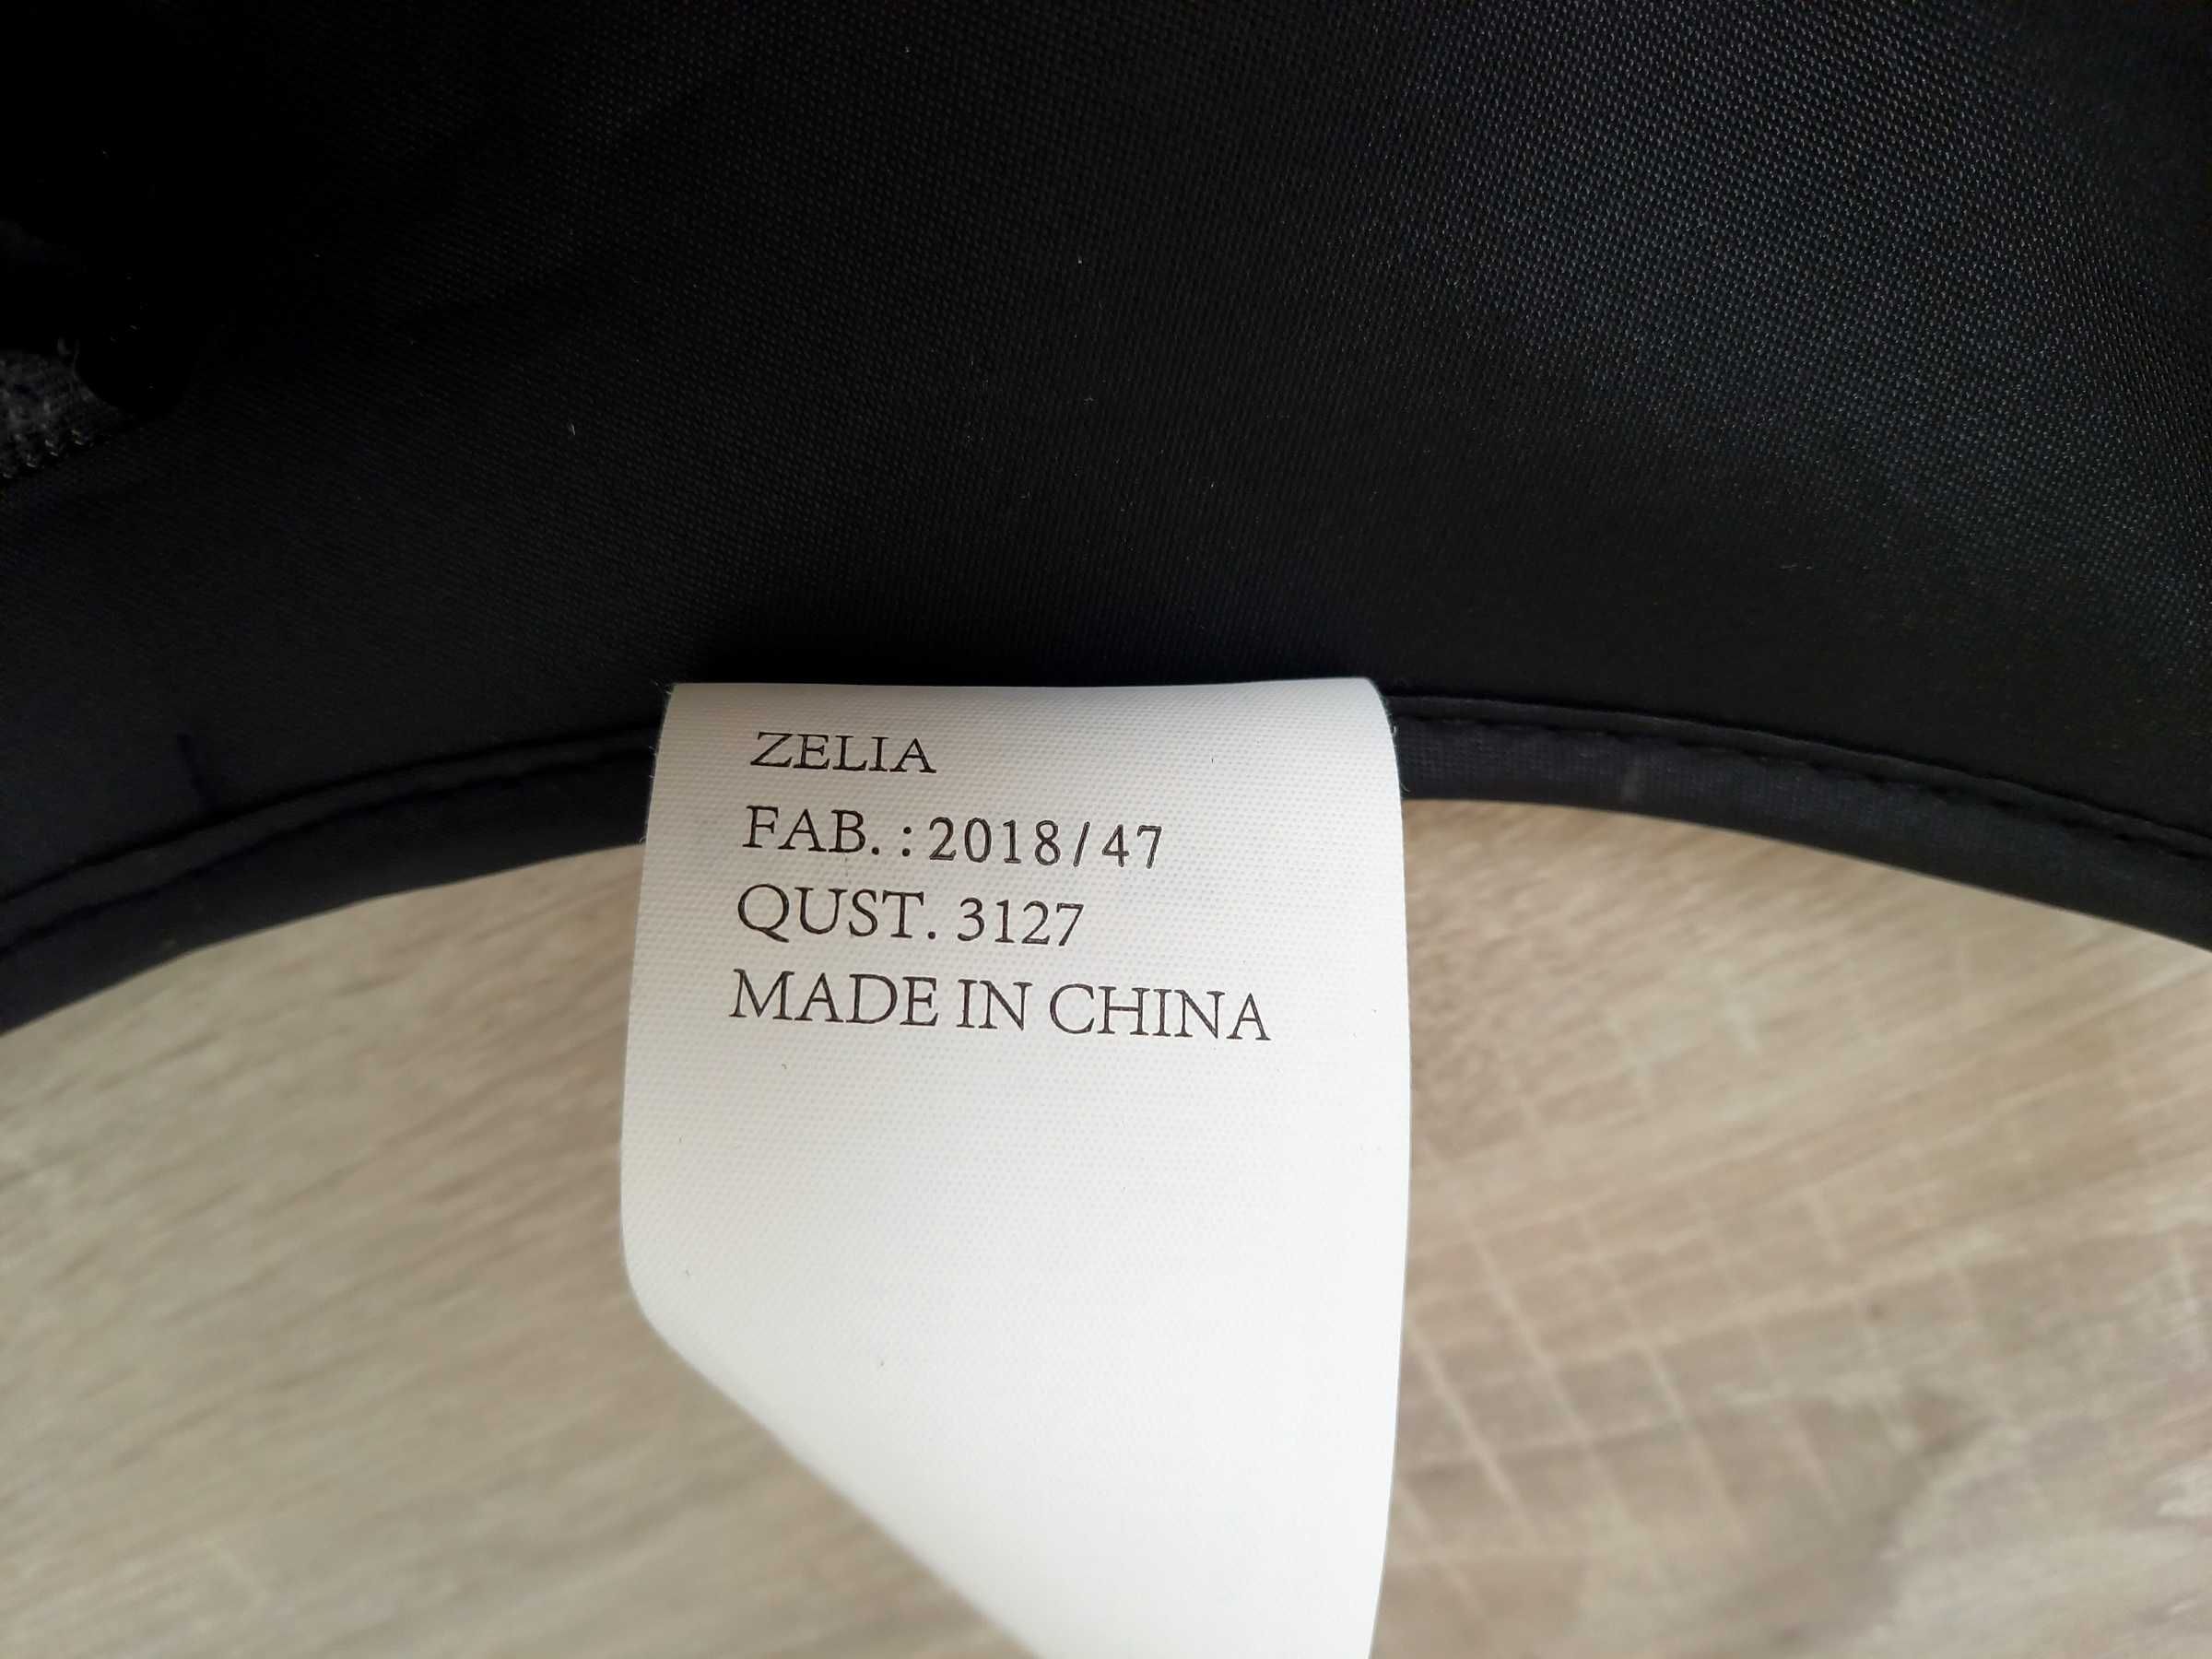 ZELIA
FAB. : 2018/47
QUST. 3127
MADE IN CHINA